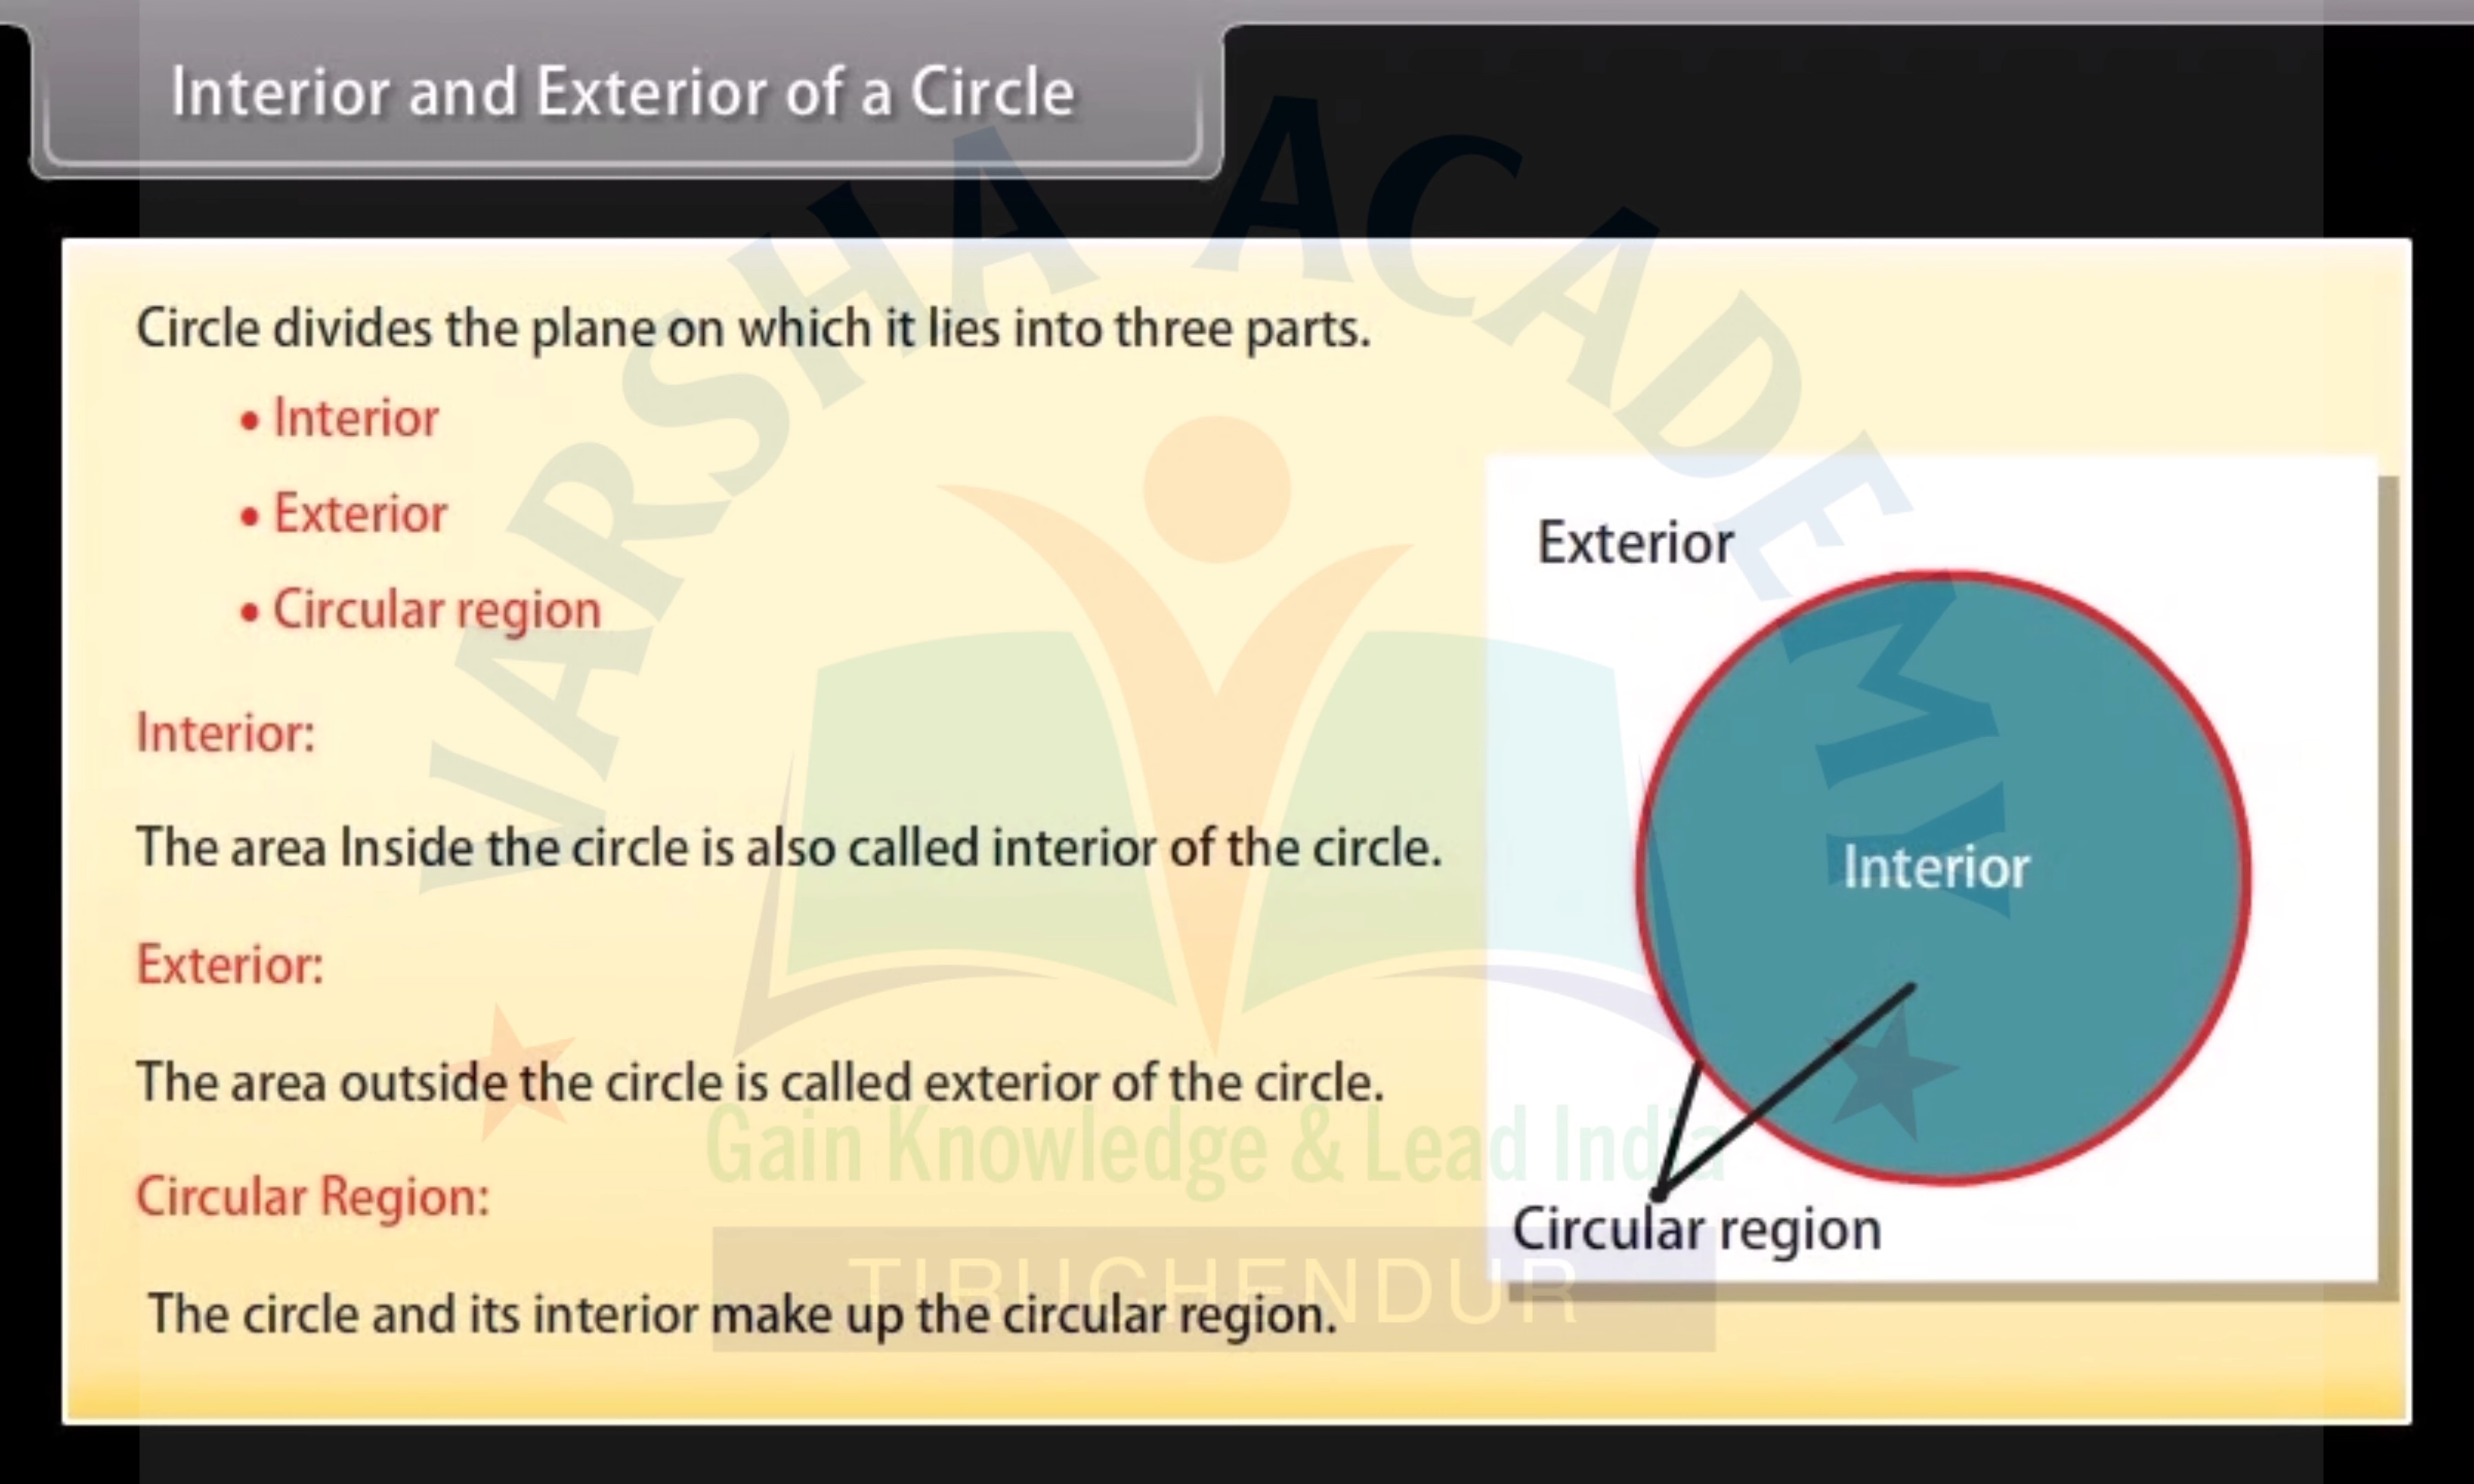 Interior and Exterior of a Circle
VARSHA ACADEMY
Circle divides the plane on which it lies into three parts.
• Interior
• Exterior
• Circular region
Interior:
The area Inside the circle is also called interior of the circle.
Exterior:
The area outside the circle is called exterior of the circle.
Circular Region:
The circle and its interior make up the circular region.
Exterior
Interior
Circular region
Gain Knowledge & Lead India
TIRUCHENDUR